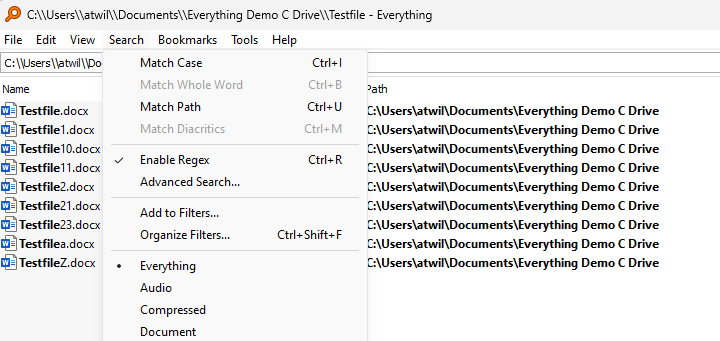 C:\\Users\\atwil\\Documents\\Everything Demo C Drive\\Testfile - Everything
File Edit View Search Bookmarks Tools Help
C:\\Users\\atwil\\Do
Match Case Ctrl+I
Name Path
Match Whole Word Ctrl+B
Testfile.docx C:\Users\atwil\Documents\Everything Demo C Drive
Match Path Ctrl+U
Testfile1.docx C:\Users\atwil\Documents\Everything Demo C Drive
Match Diacritics Ctrl+M
Testfile10.docx C:\Users\atwil\Documents\Everything Demo C Drive
Enable Regex Ctrl+R
Testfile11.docx C:\Users\atwil\Documents\Everything Demo C Drive
Advanced Search...
Testfile2.docx C:\Users\atwil\Documents\Everything Demo C Drive
Testfile21.docx C:\Users\atwil\Documents\Everything Demo C Drive
Add to Filters...
Testfile23.docx C:\Users\atwil\Documents\Everything Demo C Drive
Organize Filters... Ctrl+Shift+F
Testfilea.docx C:\Users\atwil\Documents\Everything Demo C Drive
TestfileZ.docx C:\Users\atwil\Documents\Everything Demo C Drive
Everything
Audio
Compressed
Document